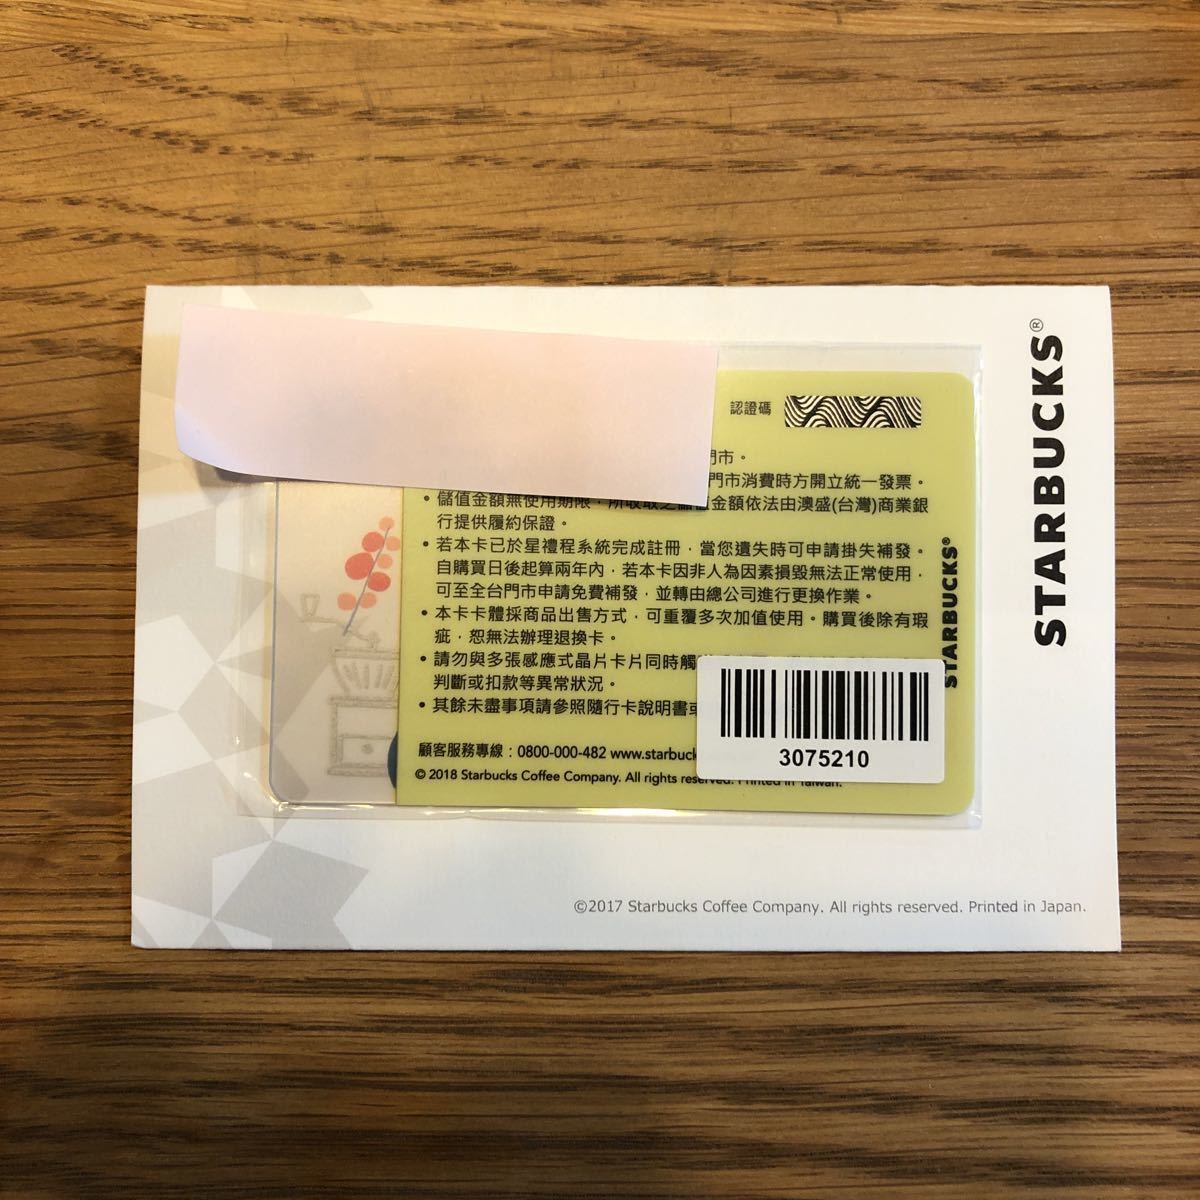 STARBUCKS®
認證碼
門市。
門市消費時方開立統一發票。
• 儲值金額無使用期限，所收取之儲值金額依法由澳盛(台灣)商業銀
行提供履約保證。
• 若本卡已於星禮程系統完成註冊，當您遺失時可申請掛失補發。
自購買日後起算兩年內，若本卡因非人為因素損毀無法正常使用，
可至全台門市申請免費補發，並轉由總公司進行更換作業。
• 本卡卡體採商品出售方式，可重覆多次加值使用。購買後除有瑕
疵，恕無法辦理退換卡。
• 請勿與多張感應式晶片卡片同時觸
判斷或扣款等異常狀況。
• 其餘未盡事項請參照隨行卡說明書或
顧客服務專線：0800-000-482 www.starbuck
© 2018 Starbucks Coffee Company. All rights reserved. Printed in Taiwan.
STARBUCKS®
3075210
©2017 Starbucks Coffee Company. All rights reserved. Printed in Japan.